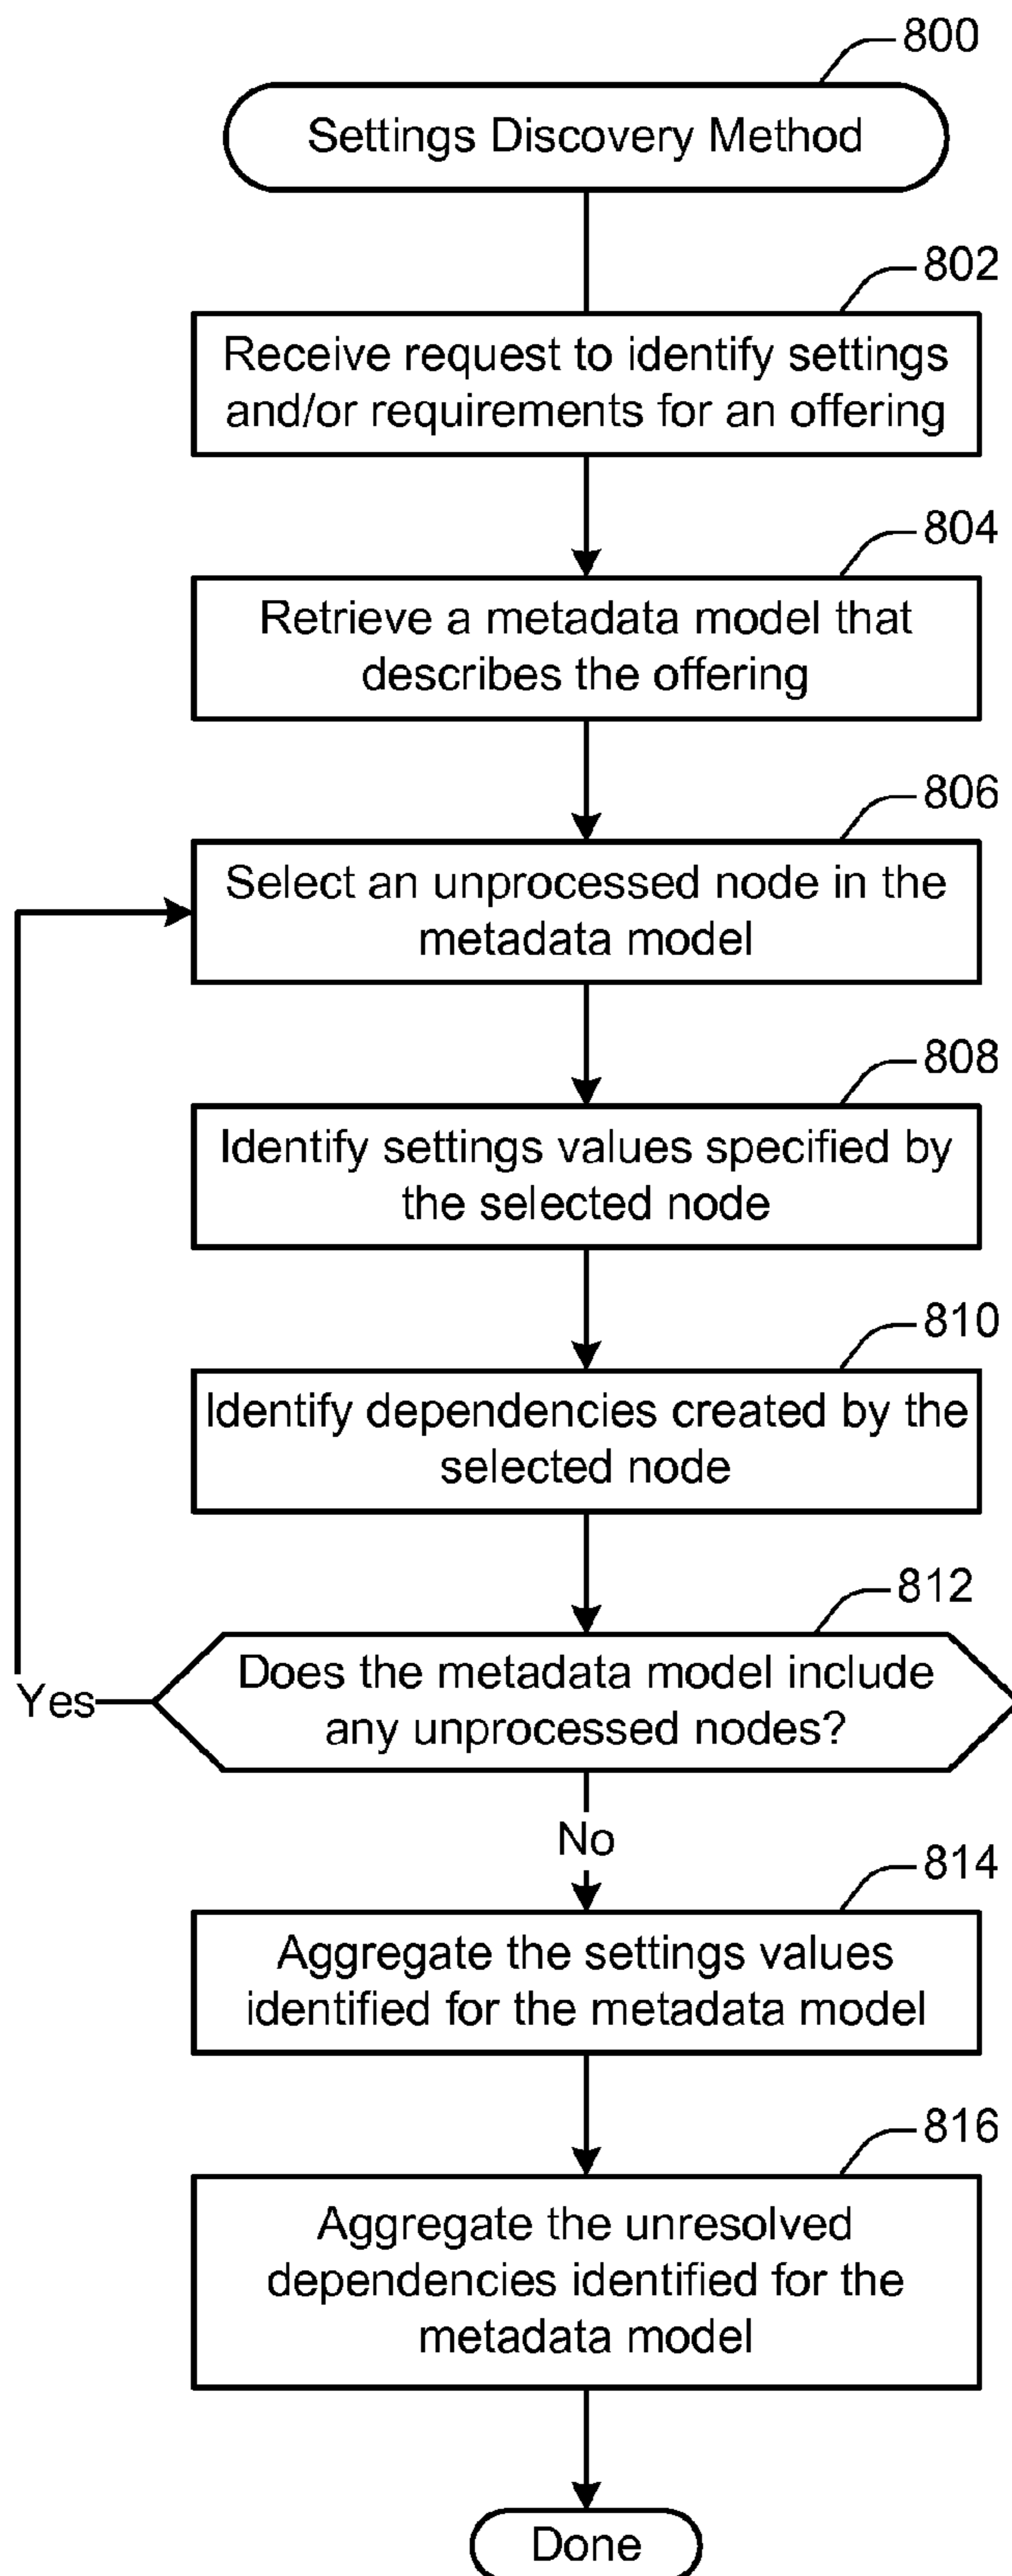 800
Settings Discovery Method
802
Receive request to identify settings
and/or requirements for an offering
804
Retrieve a metadata model that
describes the offering
806
Select an unprocessed node in the
metadata model
808
Identify settings values specified by
the selected node
810
Identify dependencies created by the
selected node
812
Does the metadata model include
any unprocessed nodes?
Yes
No
814
Aggregate the settings values
identified for the metadata model
816
Aggregate the unresolved
dependencies identified for the
metadata model
Done